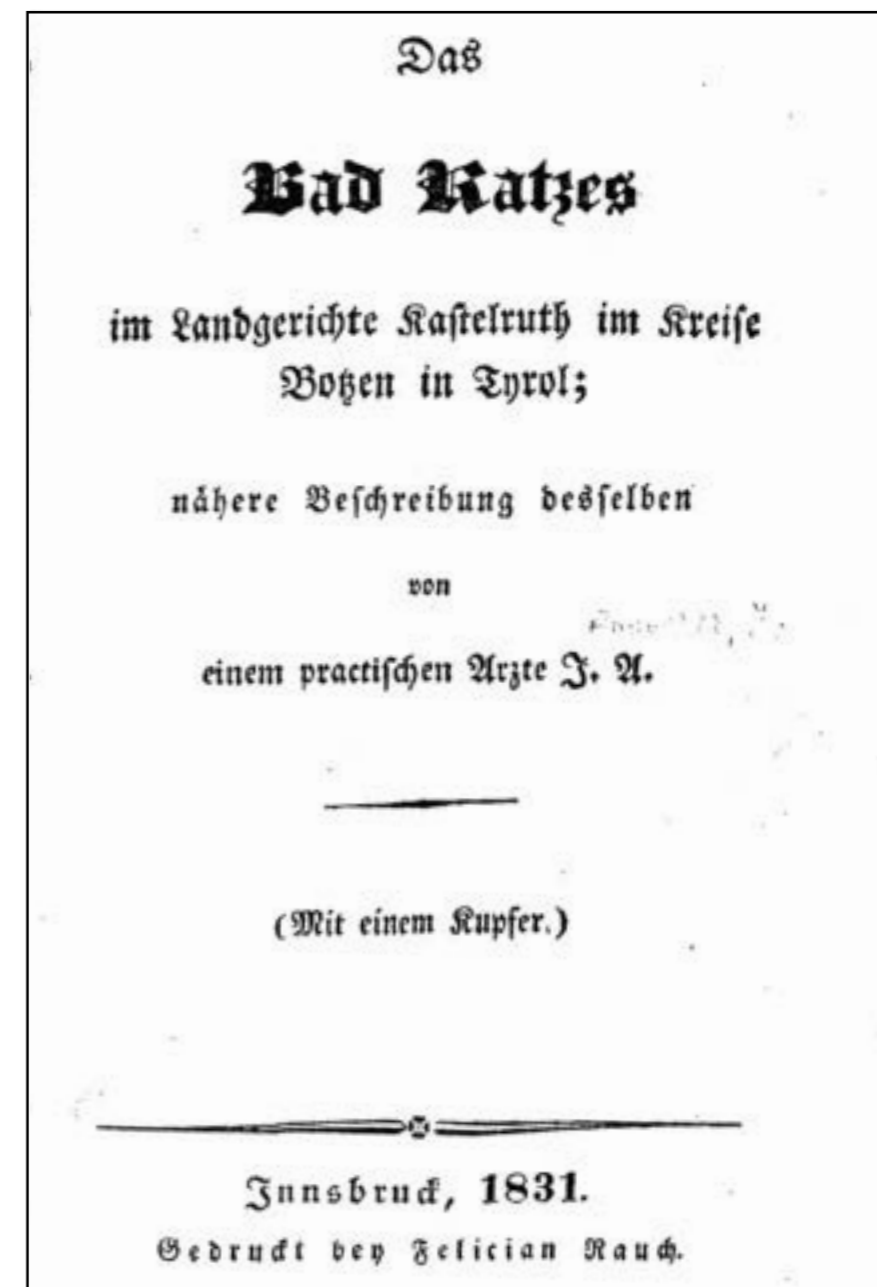 Das
Bad Ratzes
im Landgerichte Kastelruth im Kreise
Botzen in Tyrol;
nähere Beschreibung desselben
von
einem practischen Arzte J. A.
(Mit einem Kupfer.)
Innsbruck, 1831.
Gedruckt bey Felician Rauch.